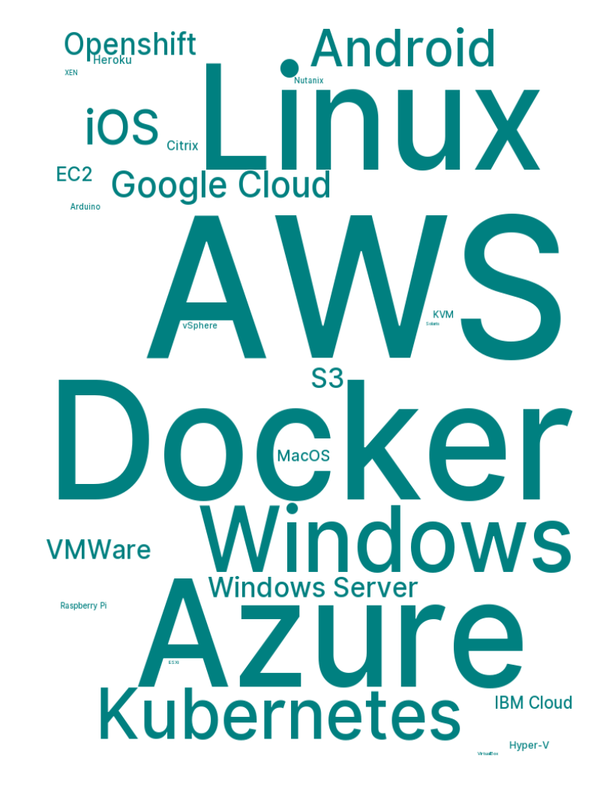 Openshift
Android
Heroku
XEN
Nutanix
Linux
iOS
Citrix
EC2
Google Cloud
Arduino
AWS
KVM
vSphere
S3
Docker
MacOS
Windows
VMWare
Windows Server
Raspberry Pi
Azure
Kubernetes
IBM Cloud
Hyper-V
VirtualBox